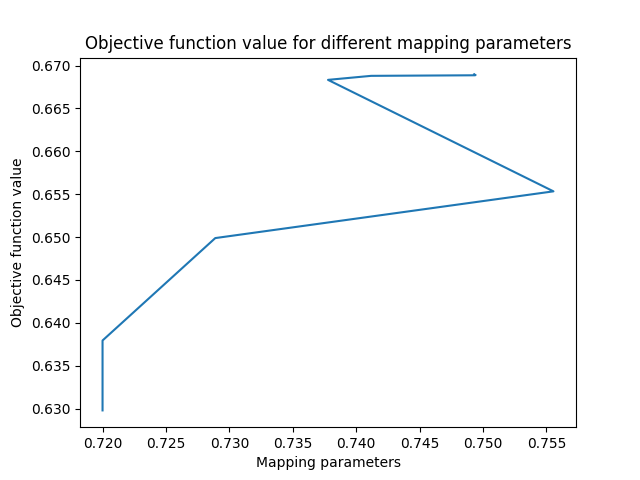 Objective function value for different mapping parameters
0.670
0.665
0.660
0.655
0.650
0.645
0.640
0.635
0.630
Objective function value
0.720 0.725 0.730 0.735 0.740 0.745 0.750 0.755
Mapping parameters